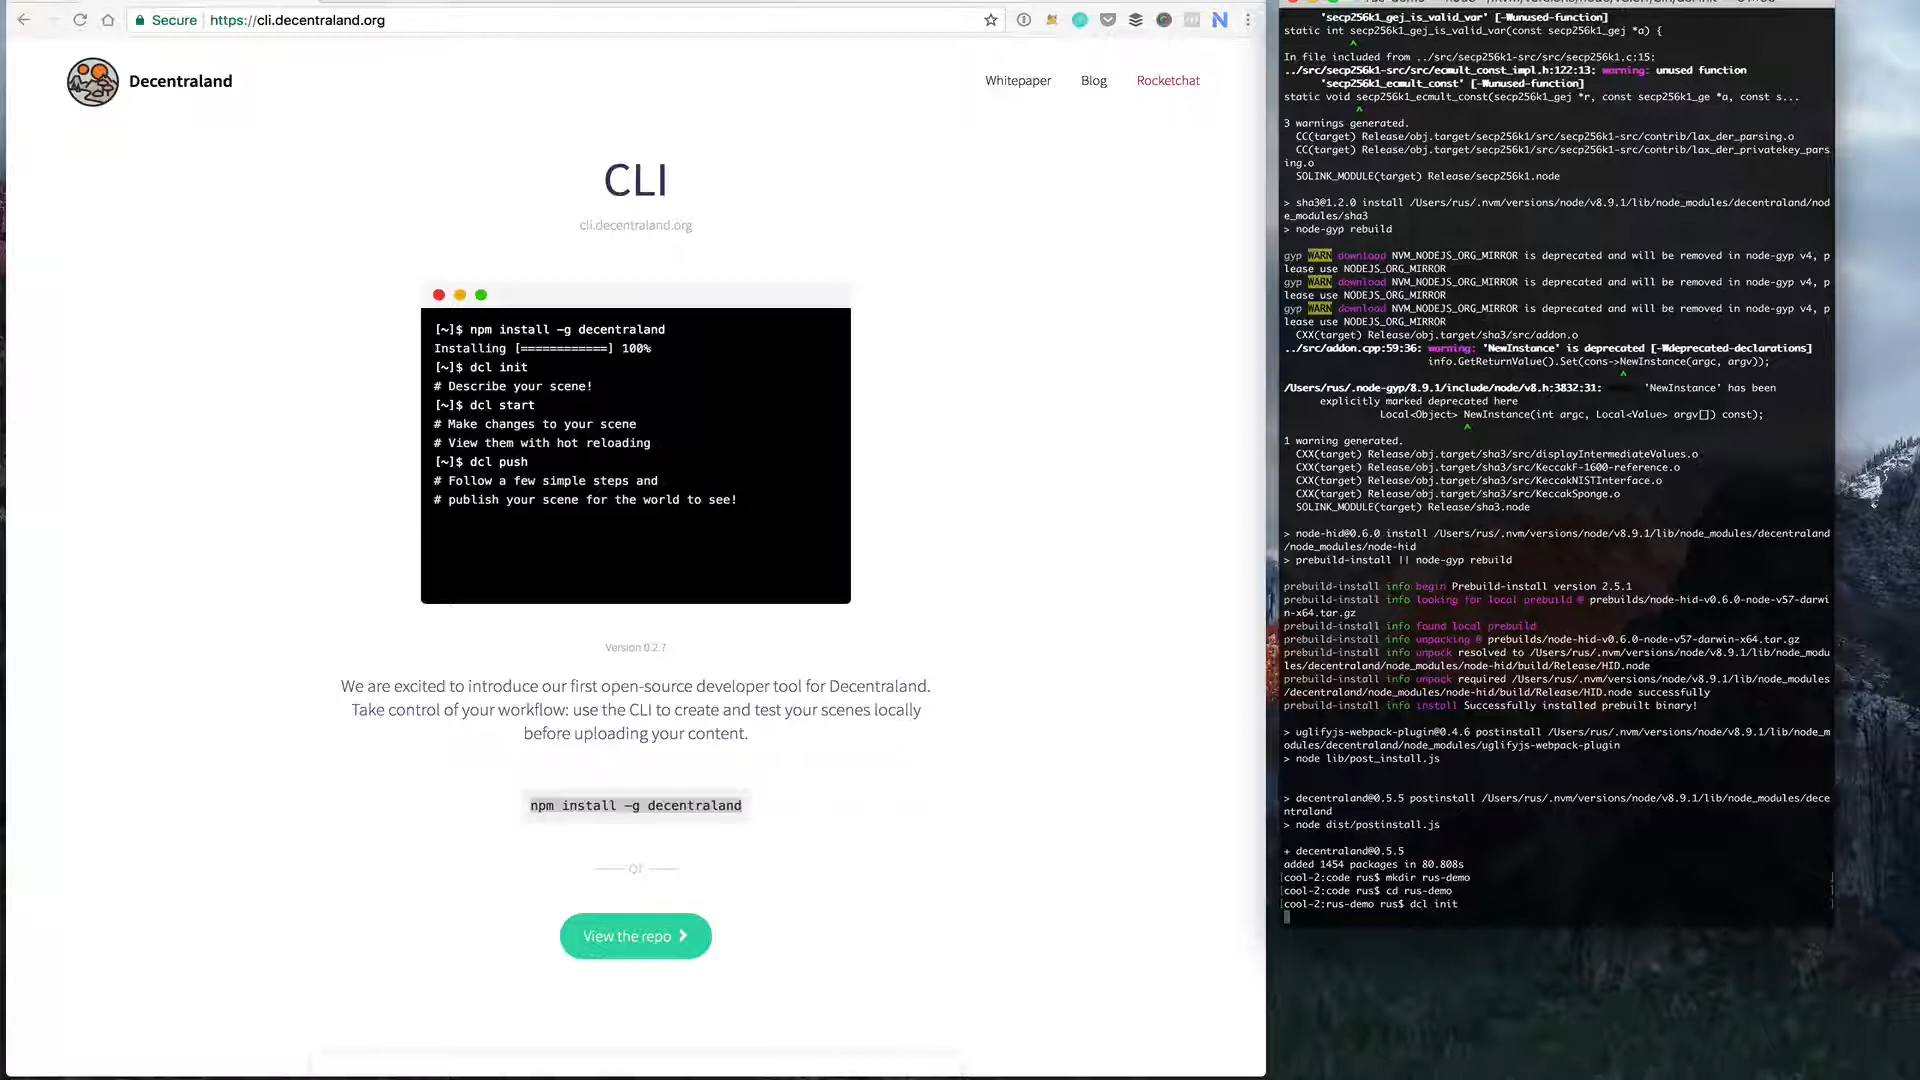 Secure https://cli.decentraland.org
Decentraland
Whitepaper Blog Rocketchat
CLI
cli.decentraland.org
[~]$ npm install -g decentraland
Installing [============] 100%
[~]$ dcl init
# Describe your scene!
[~]$ dcl start
# Make changes to your scene
# View them with hot reloading
[~]$ dcl push
# Follow a few simple steps and
# publish your scene for the world to see!
Version 0.2.7
We are excited to introduce our first open-source developer tool for Decentraland.
Take control of your workflow: use the CLI to create and test your scenes locally
before uploading your content.
npm install -g decentraland
or
View the repo
'secp256k1_gej_is_valid_var' [-Wunused-function]
static int secp256k1_gej_is_valid_var(const secp256k1_gej *a) {
^
In file included from ../src/secp256k1-src/src/secp256k1.c:15:
../src/secp256k1-src/src/ecmult_const_impl.h:122:13: warning: unused function
'secp256k1_ecmult_const' [-Wunused-function]
static void secp256k1_ecmult_const(secp256k1_gej *r, const secp256k1_ge *a, const s...
^
3 warnings generated.
CC(target) Release/obj.target/secp256k1/src/secp256k1-src/contrib/lax_der_parsing.o
CC(target) Release/obj.target/secp256k1/src/secp256k1-src/contrib/lax_der_privatekey_pars
ing.o
SOLINK_MODULE(target) Release/secp256k1.node
> sha3@1.2.0 install /Users/rus/.nvm/versions/node/v8.9.1/lib/node_modules/decentraland/nod
e_modules/sha3
> node-gyp rebuild
gyp WARN download NVM_NODEJS_ORG_MIRROR is deprecated and will be removed in node-gyp v4, p
lease use NODEJS_ORG_MIRROR
gyp WARN download NVM_NODEJS_ORG_MIRROR is deprecated and will be removed in node-gyp v4, p
lease use NODEJS_ORG_MIRROR
gyp WARN download NVM_NODEJS_ORG_MIRROR is deprecated and will be removed in node-gyp v4, p
lease use NODEJS_ORG_MIRROR
CXX(target) Release/obj.target/sha3/src/addon.o
../src/addon.cpp:59:36: warning: 'NewInstance' is deprecated [-Wdeprecated-declarations]
info.GetReturnValue().Set(cons->NewInstance(argc, argv));
^
/Users/rus/.node-gyp/8.9.1/include/node/v8.h:3832:31: 'NewInstance' has been
explicitly marked deprecated here
Local<Object> NewInstance(int argc, Local<Value> argv[]) const);
^
1 warning generated.
CXX(target) Release/obj.target/sha3/src/displayIntermediateValues.o
CXX(target) Release/obj.target/sha3/src/KeccakF-1600-reference.o
CXX(target) Release/obj.target/sha3/src/KeccakNISTInterface.o
CXX(target) Release/obj.target/sha3/src/KeccakSponge.o
SOLINK_MODULE(target) Release/sha3.node
> node-hid@0.6.0 install /Users/rus/.nvm/versions/node/v8.9.1/lib/node_modules/decentraland
/node_modules/node-hid
> prebuild-install || node-gyp rebuild
prebuild-install info begin Prebuild-install version 2.5.1
prebuild-install info looking for local prebuild @ prebuilds/node-hid-v0.6.0-node-v57-darwi
n-x64.tar.gz
prebuild-install info found local prebuild
prebuild-install info unpacking @ prebuilds/node-hid-v0.6.0-node-v57-darwin-x64.tar.gz
prebuild-install info unpack resolved to /Users/rus/.nvm/versions/node/v8.9.1/lib/node_modu
les/decentraland/node_modules/node-hid/build/Release/HID.node
prebuild-install info unpack required /Users/rus/.nvm/versions/node/v8.9.1/lib/node_modules
/decentraland/node_modules/node-hid/build/Release/HID.node successfully
prebuild-install info install Successfully installed prebuilt binary!
> uglifyjs-webpack-plugin@0.4.6 postinstall /Users/rus/.nvm/versions/node/v8.9.1/lib/node_m
odules/decentraland/node_modules/uglifyjs-webpack-plugin
> node lib/post_install.js
> decentraland@0.5.5 postinstall /Users/rus/.nvm/versions/node/v8.9.1/lib/node_modules/dece
ntraland
> node dist/postinstall.js
+ decentraland@0.5.5
added 1454 packages in 80.808s
[cool-2:code rus$ mkdir rus-demo ]
[cool-2:code rus$ cd rus-demo ]
[cool-2:rus-demo rus$ dcl init ]